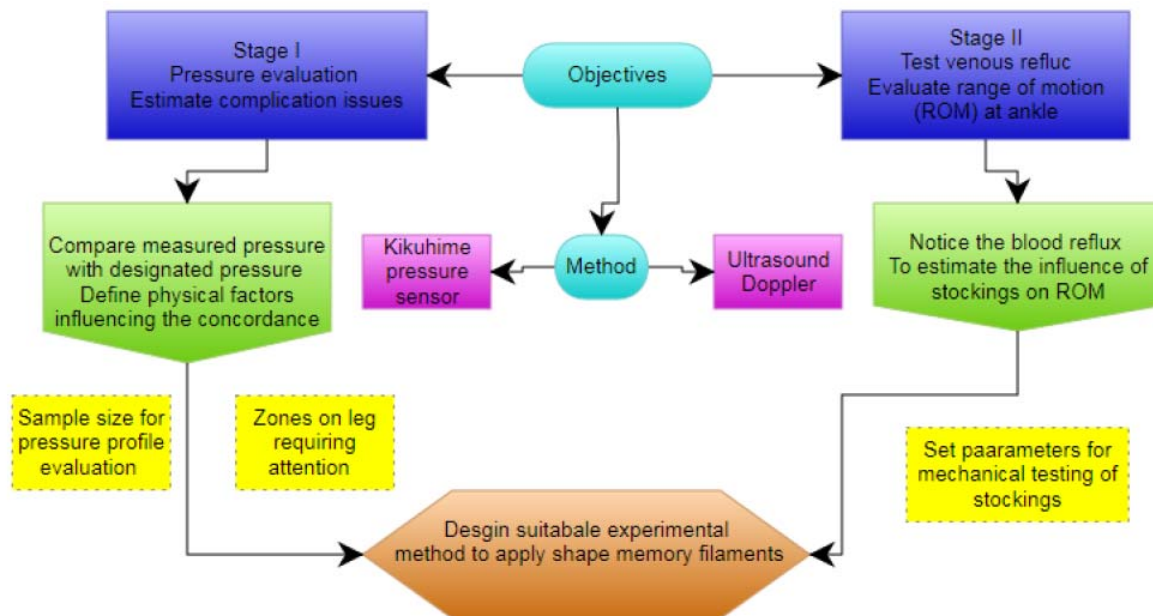 Stage I
Pressure evaluation
Estimate complication issues
Objectives
Stage II
Test venous refluc
Evaluate range of motion
(ROM) at ankle
Compare measured pressure
with designated pressure
Define physical factors
influencing the concordance
Kikuhime
pressure
sensor
Method
Ultrasound
Doppler
Notice the blood reflux
To estimate the influence of
stockings on ROM
Sample size for
pressure profile
evaluation
Zones on leg
requiring
attention
Set paarameters for
mechanical testing of
stockings
Desgin suitabale experimental
method to apply shape memory filaments